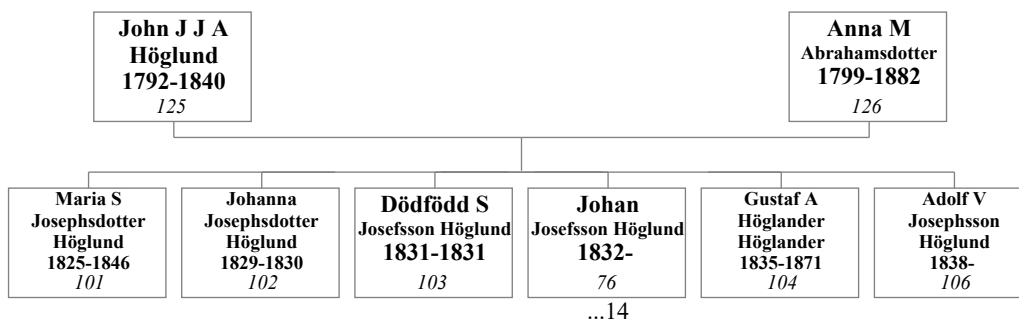 John J J A
Höglund
1792-1840
125
Anna M
Abrahamsdotter
1799-1882
126
Maria S
Josephsdotter
Höglund
1825-1846
101
Johanna
Josephsdotter
Höglund
1829-1830
102
Dödfödd S
Josefsson Höglund
1831-1831
103
Johan
Josefsson Höglund
1832-
76
...14
Gustaf A
Höglander
Höglander
1835-1871
104
Adolf V
Josephsson
Höglund
1838-
106